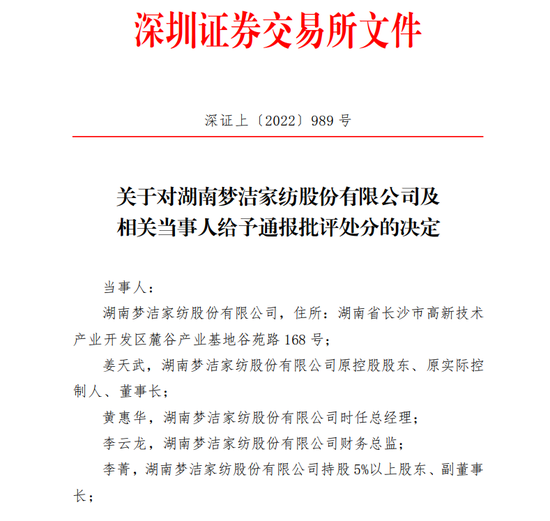 深圳证券交易所文件
深证上〔2022〕989 号
关于对湖南梦洁家纺股份有限公司及
相关当事人给予通报批评处分的决定
当事人：
湖南梦洁家纺股份有限公司，住所：湖南省长沙市高新技术
产业开发区麓谷产业基地谷苑路 168 号；
姜天武，湖南梦洁家纺股份有限公司原控股股东、原实际控
制人、董事长；
黄惠华，湖南梦洁家纺股份有限公司时任总经理；
李云龙，湖南梦洁家纺股份有限公司财务总监；
李菁，湖南梦洁家纺股份有限公司持股 5%以上股东、副董事
长；